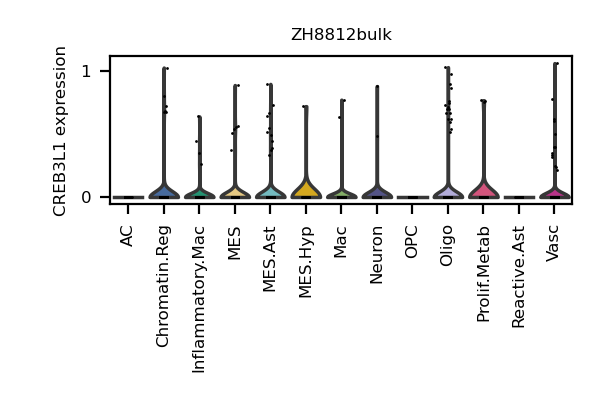 ZH8812bulk
CREB3L1 expression
1
0
AC
Chromatin.Reg
Inflammatory.Mac
MES
MES.Ast
MES.Hyp
Mac
Neuron
OPC
Oligo
Prolif.Metab
Reactive.Ast
Vasc